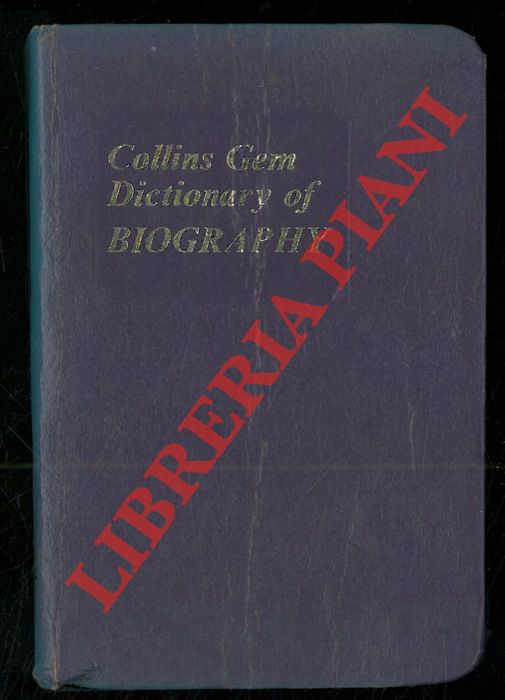 Collins Gem
Dictionary of
BIOGRAPHY
LIBRERIA PIANI